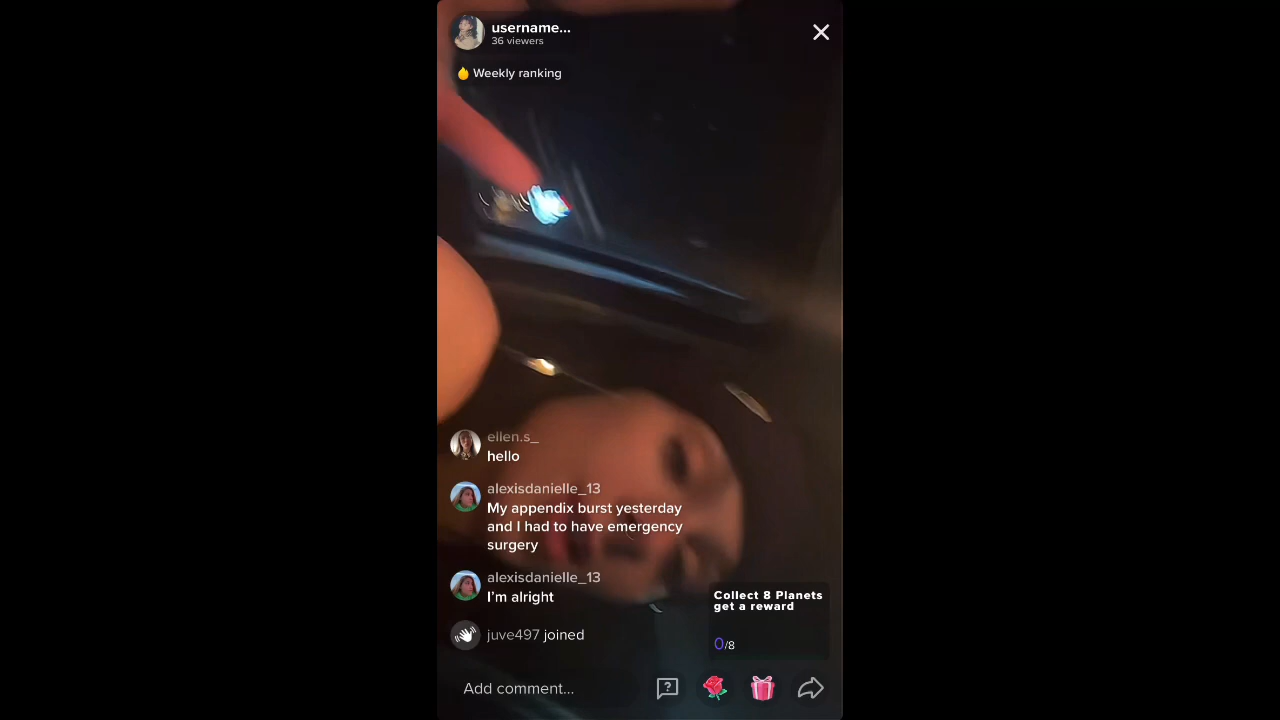 username...
36 viewers
Weekly ranking
ellen.s_
hello
alexisdanielle_13
My appendix burst yesterday
and I had to have emergency
surgery
alexisdanielle_13
I'm alright
juve497 joined
Collect 8 Planets
get a reward
0/8
Add comment...